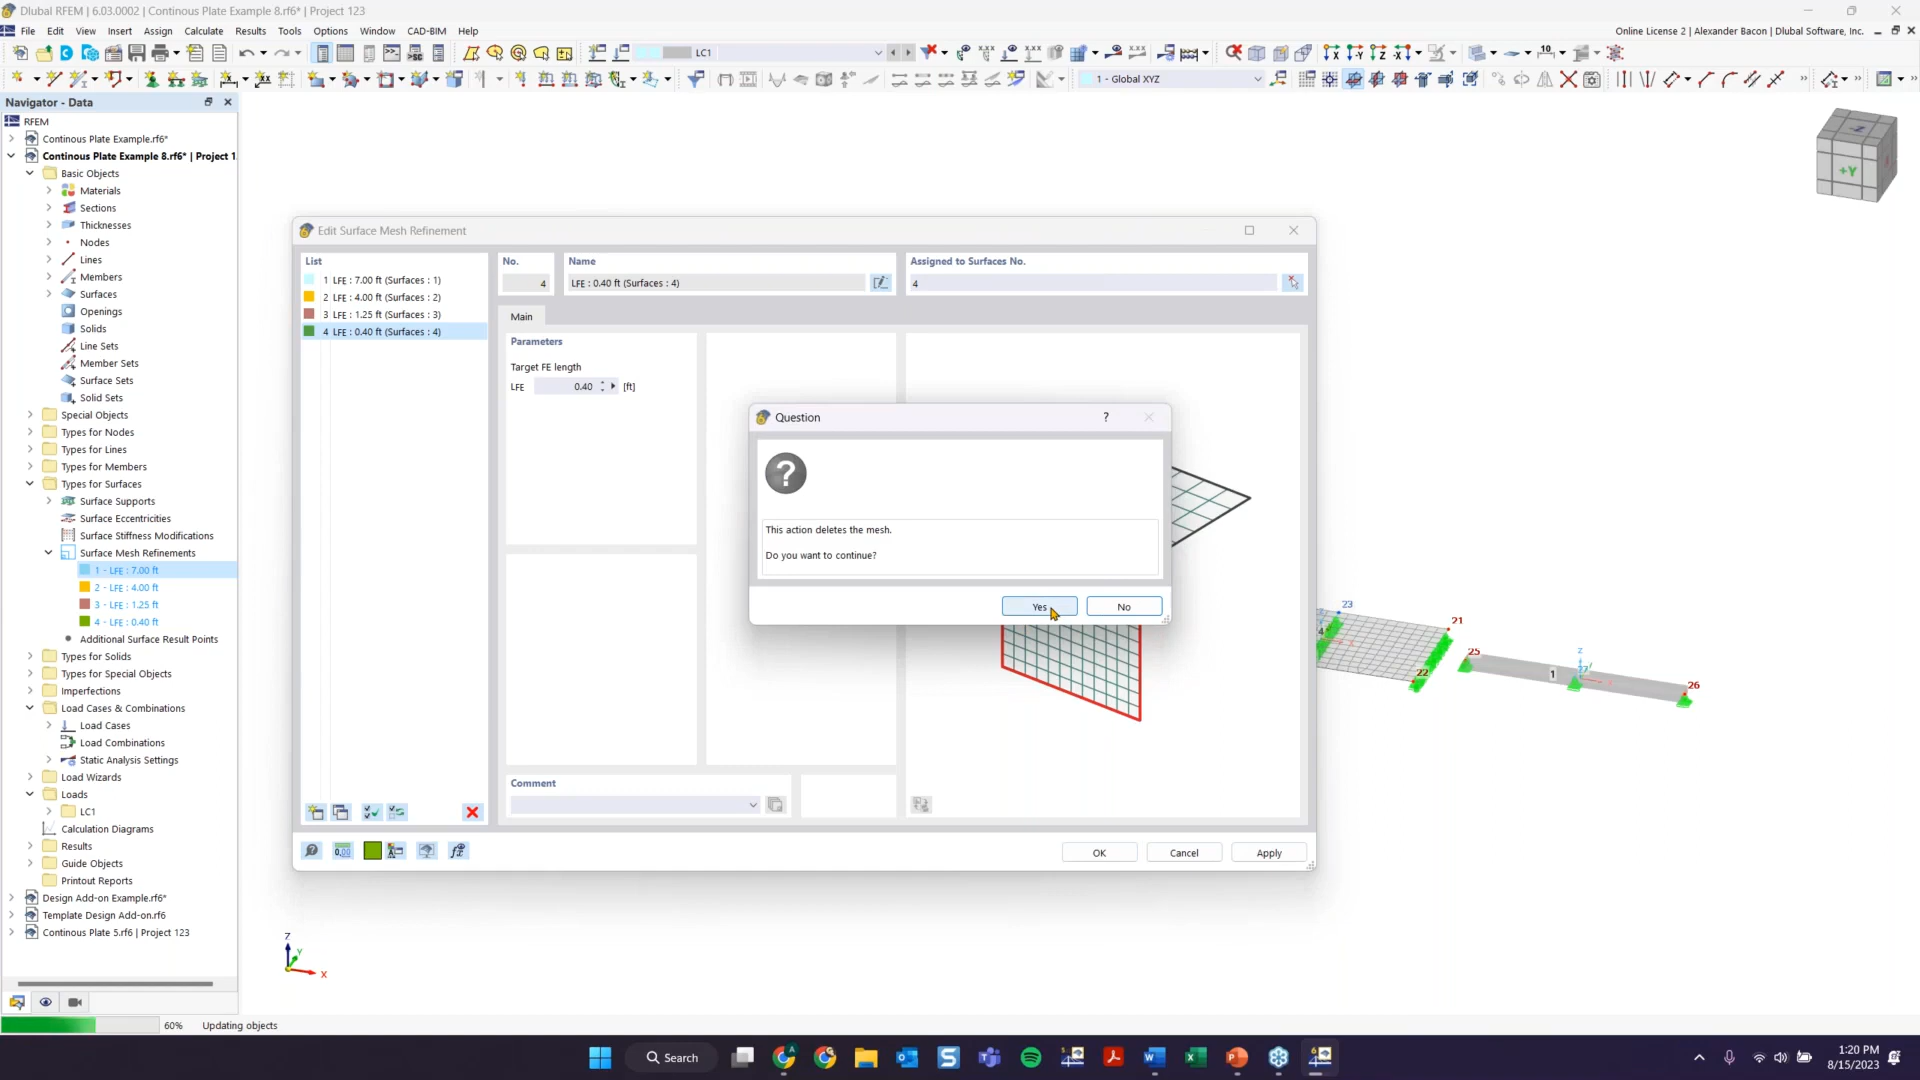 Dlubal RFEM | 6.03.0002 | Continous Plate Example 8.rf6* | Project 123
File Edit View Insert Assign Calculate Results Tools Options Window CAD-BIM Help
Online License 2 | Alexander Bacon | Dlubal Software, Inc.
LC1
1 - Global XYZ
Navigator - Data
RFEM
Continous Plate Example.rf6*
Continous Plate Example 8.rf6* | Project 1
Basic Objects
Materials
Sections
Thicknesses
Nodes
Lines
Members
Surfaces
Openings
Solids
Line Sets
Member Sets
Surface Sets
Solid Sets
Special Objects
Types for Nodes
Types for Lines
Types for Members
Types for Surfaces
Surface Supports
Surface Eccentricities
Surface Stiffness Modifications
Surface Mesh Refinements
1 - LFE : 7.00 ft
2 - LFE : 4.00 ft
3 - LFE : 1.25 ft
4 - LFE : 0.40 ft
Additional Surface Result Points
Types for Solids
Types for Special Objects
Imperfections
Load Cases & Combinations
Load Cases
Load Combinations
Static Analysis Settings
Load Wizards
Loads
LC1
Calculation Diagrams
Results
Guide Objects
Printout Reports
Design Add-on Example.rf6*
Template Design Add-on.rf6
Continous Plate 5.rf6 | Project 123
60% Updating objects
Edit Surface Mesh Refinement
List
1 LFE : 7.00 ft (Surfaces : 1)
2 LFE : 4.00 ft (Surfaces : 2)
3 LFE : 1.25 ft (Surfaces : 3)
4 LFE : 0.40 ft (Surfaces : 4)
No.
4
Name
LFE : 0.40 ft (Surfaces : 4)
Assigned to Surfaces No.
4
Main
Parameters
Target FE length
LFE 0.40 [ft]
Comment
OK Cancel Apply
Question
?
This action deletes the mesh.
Do you want to continue?
Yes No
+Y
-Z
23
21
4
22
25
1
27
26
Z
Y
X
Search
1:20 PM
8/15/2023